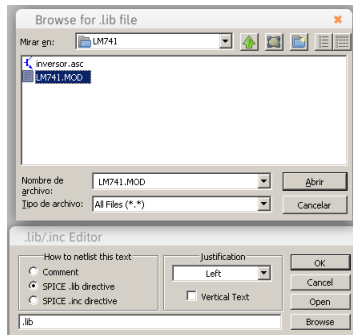 Browse for .lib file
Mirar en: LM741
inversor.asc
LM741.MOD
Nombre de archivo: LM741.MOD
Abrir
Tipo de archivo: All Files (*.*)
Cancelar
.lib/.inc Editor
How to netlist this text
Justification
Comment
Left
OK
SPICE .lib directive
Cancel
SPICE .inc directive
Vertical Text
Open
.lib
Browse